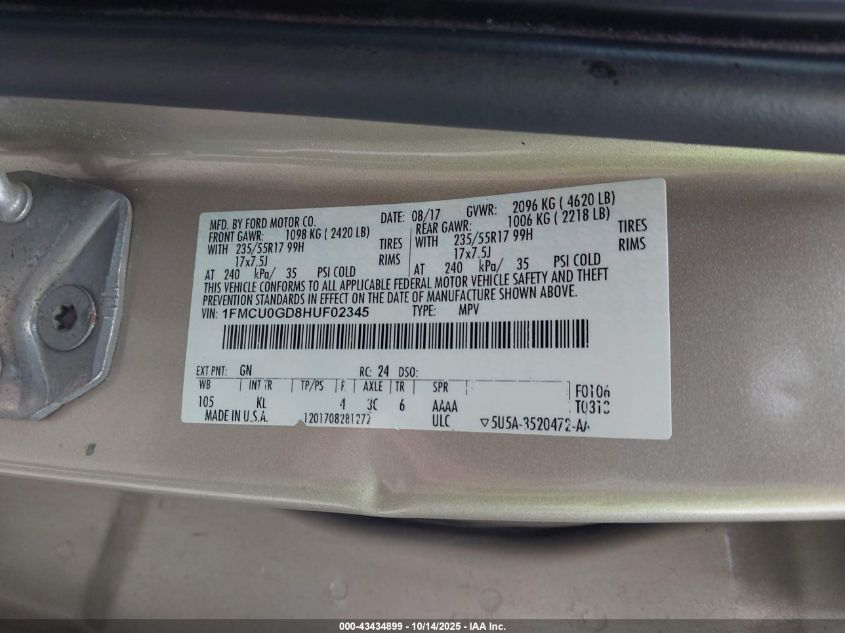 MFD. BY FORD MOTOR CO. DATE: 08/17 GVWR: 2096 KG ( 4620 LB)
FRONT GAWR: 1098 KG ( 2420 LB) REAR GAWR: 1006 KG ( 2218 LB)
WITH 235/55R17 99H TIRES WITH 235/55R17 99H TIRES
17x7.5J RIMS 17x7.5J RIMS
AT 240 kPa/ 35 PSI COLD AT 240 kPa/ 35 PSI COLD
THIS VEHICLE CONFORMS TO ALL APPLICABLE FEDERAL MOTOR VEHICLE SAFETY AND THEFT
PREVENTION STANDARDS IN EFFECT ON THE DATE OF MANUFACTURE SHOWN ABOVE.
VIN: 1FMCU0GD8HUF02345 TYPE: MPV
EXT PNT: GN RC: 24 DSO:
WB INT TR TP/PS R AXLE TR SPR F0106
105 KL 4 3C 6 AAAA T0313
MADE IN U.S.A. 1201708281272 ULC ▽5U5A-3520472-AA
000-43434899 - 10/14/2025 - IAA Inc.